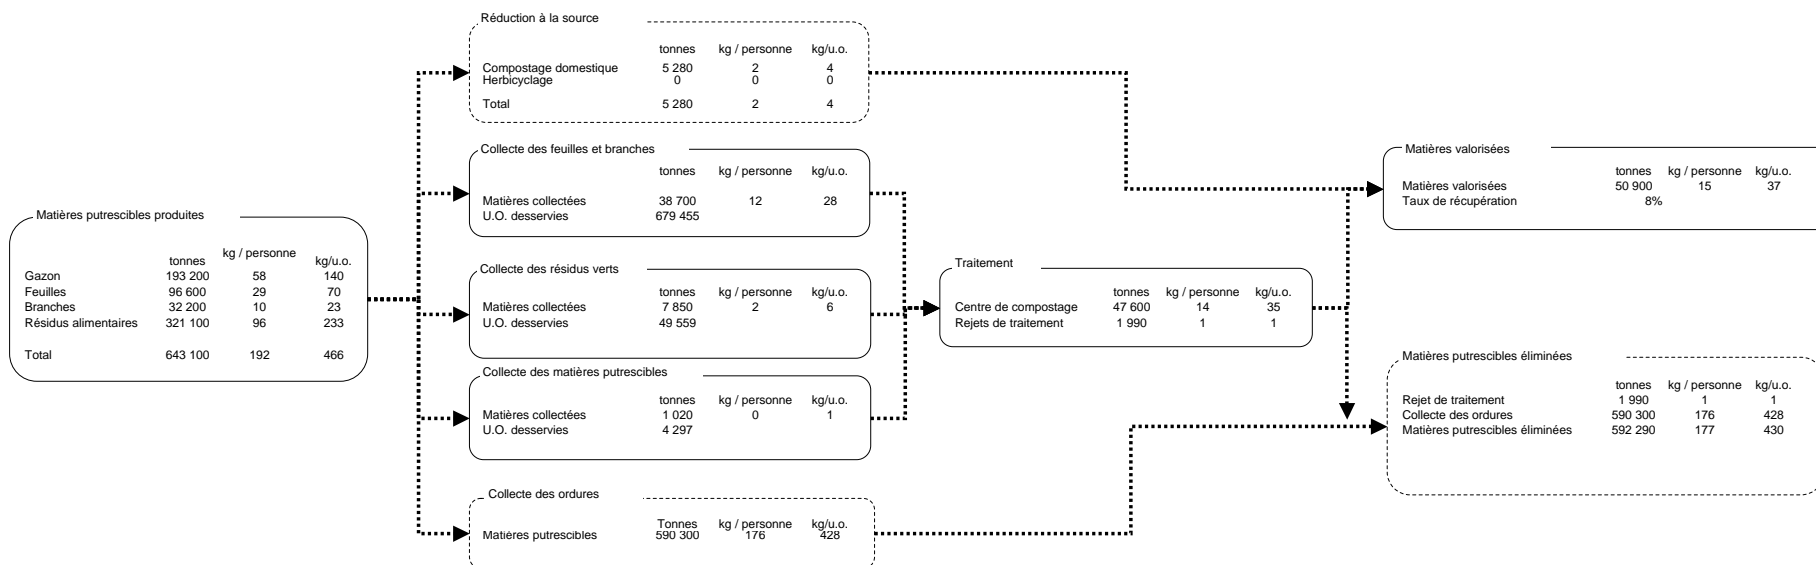 Matières putrescibles produites
tonnes kg / personne kg/u.o.
Gazon 193 200 58 140
Feuilles 96 600 29 70
Branches 32 200 10 23
Résidus alimentaires 321 100 96 233
Total 643 100 192 466
Réduction à la source
tonnes kg / personne kg/u.o.
Compostage domestique 5 280 2 4
Herbicyclage 0 0 0
Total 5 280 2 4
Collecte des feuilles et branches
tonnes kg / personne kg/u.o.
Matières collectées 38 700 12 28
U.O. desservies 679 455
Collecte des résidus verts
tonnes kg / personne kg/u.o.
Matières collectées 7 850 2 6
U.O. desservies 49 559
Collecte des matières putrescibles
tonnes kg / personne kg/u.o.
Matières collectées 1 020 0 1
U.O. desservies 4 297
Collecte des ordures
Tonnes kg / personne kg/u.o.
Matières putrescibles 590 300 176 428
Traitement
tonnes kg / personne kg/u.o.
Centre de compostage 47 600 14 35
Rejets de traitement 1 990 1 1
Matières valorisées
tonnes kg / personne kg/u.o.
Matières valorisées 50 900 15 37
Taux de récupération 8%
Matières putrescibles éliminées
tonnes kg / personne kg/u.o.
Rejet de traitement 1 990 1 1
Collecte des ordures 590 300 176 428
Matières putrescibles éliminées 592 290 177 430